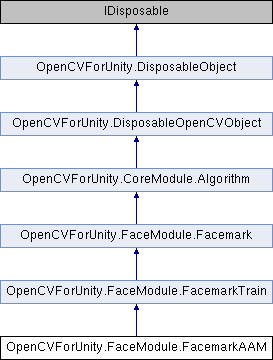 IDisposable
OpenCVForUnity.DisposableObject
OpenCVForUnity.DisposableOpenCVObject
OpenCVForUnity.CoreModule.Algorithm
OpenCVForUnity.FaceModule.Facemark
OpenCVForUnity.FaceModule.FacemarkTrain
OpenCVForUnity.FaceModule.FacemarkAAM